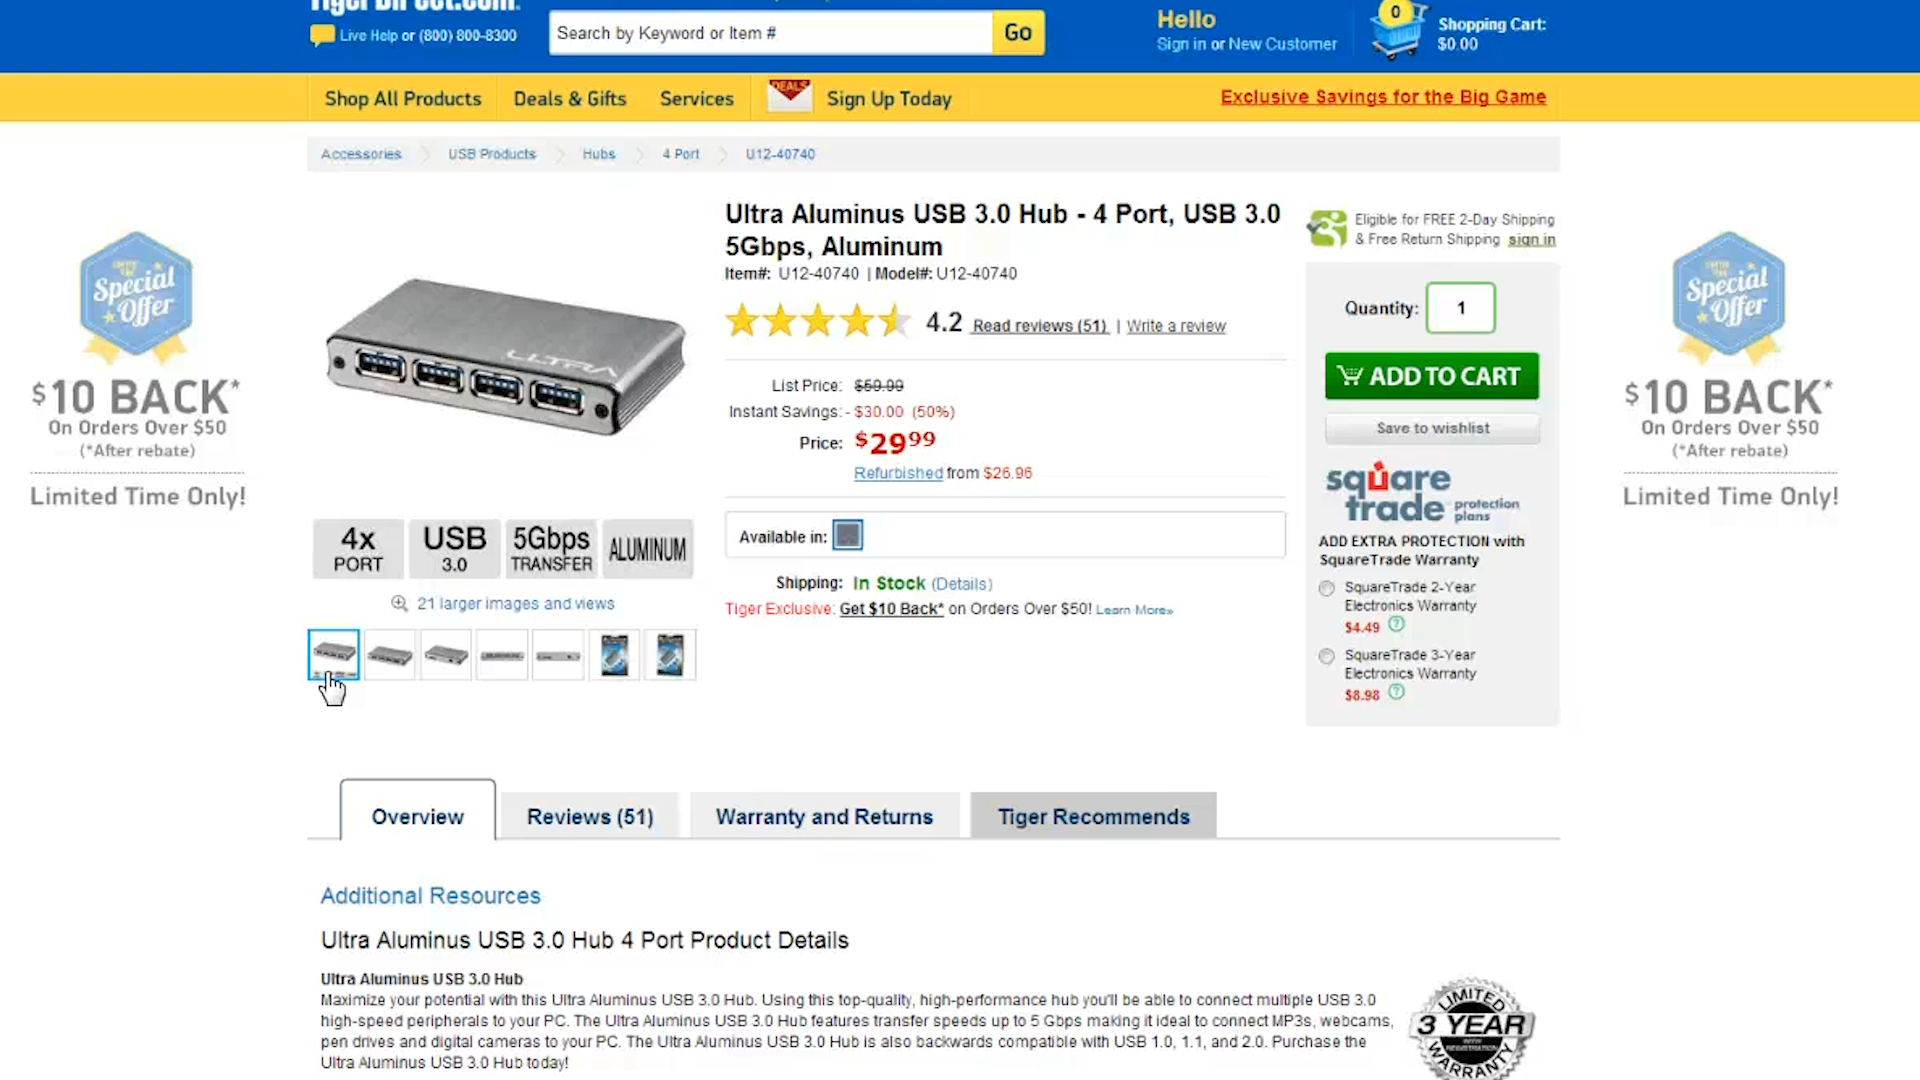 TigerDirect.com
Live Help or (800) 800-8300
Search by Keyword or Item #
Go
Hello
Sign in or New Customer
0
Shopping Cart:
$0.00
Shop All Products
Deals & Gifts
Services
DEALS
Sign Up Today
Exclusive Savings for the Big Game
Accessories
USB Products
Hubs
4 Port
U12-40740
Special
Offer
$10 BACK*
On Orders Over $50
(*After rebate)
Limited Time Only!
ULTRA
4x
PORT
USB
3.0
5Gbps
TRANSFER
ALUMINUM
21 larger images and views
Ultra Aluminus USB 3.0 Hub - 4 Port, USB 3.0
5Gbps, Aluminum
Item#: U12-40740 | Model#: U12-40740
4.2 Read reviews (51) | Write a review
List Price: $59.99
Instant Savings: - $30.00 (50%)
Price: $2999
Refurbished from $26.96
Available in:
Shipping: In Stock (Details)
Tiger Exclusive: Get $10 Back* on Orders Over $50! Learn More»
Eligible for FREE 2-Day Shipping
& Free Return Shipping sign in
Quantity: 1
ADD TO CART
Save to wishlist
square
trade protection
plans
ADD EXTRA PROTECTION with
SquareTrade Warranty
SquareTrade 2-Year
Electronics Warranty
$4.49 ?
SquareTrade 3-Year
Electronics Warranty
$8.98 ?
Special
Offer
$10 BACK*
On Orders Over $50
(*After rebate)
Limited Time Only!
Overview
Reviews (51)
Warranty and Returns
Tiger Recommends
Additional Resources
Ultra Aluminus USB 3.0 Hub 4 Port Product Details
Ultra Aluminus USB 3.0 Hub
Maximize your potential with this Ultra Aluminus USB 3.0 Hub. Using this top-quality, high-performance hub you'll be able to connect multiple USB 3.0
high-speed peripherals to your PC. The Ultra Aluminus USB 3.0 Hub features transfer speeds up to 5 Gbps making it ideal to connect MP3s, webcams,
pen drives and digital cameras to your PC. The Ultra Aluminus USB 3.0 Hub is also backwards compatible with USB 1.0, 1.1, and 2.0. Purchase the
Ultra Aluminus USB 3.0 Hub today!
LIMITED
3 YEAR
WITH
REGISTRATION
WARRANTY